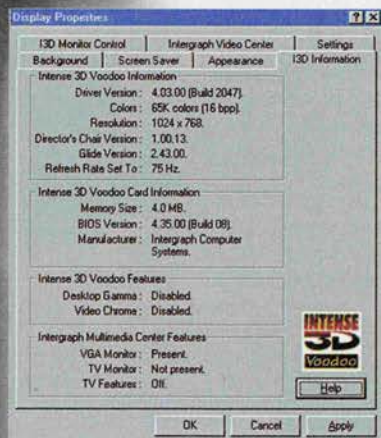 Display Properties
I3D Monitor Control Intergraph Video Center Settings
Background Screen Saver Appearance I3D Information
Intense 3D Voodoo Information
Driver Version : 4.03.00 (Build 2047).
Colors : 65K colors (16 bpp).
Resolution : 1024 x 768.
Director's Chair Version : 1.00.13.
Glide Version : 2.43.00.
Refresh Rate Set To : 75 Hz.
Intense 3D Voodoo Card Information
Memory Size : 4.0 MB.
BIOS Version : 4.35.00 (Build 08).
Manufacturer : Intergraph Computer
Systems.
Intense 3D Voodoo Features
Desktop Gamma : Disabled.
Video Chrome : Disabled.
Intergraph Multimedia Center Features
VGA Monitor : Present.
TV Monitor : Not present.
TV Features : Off.
INTENSE
3D
Voodoo
Help
OK Cancel Apply